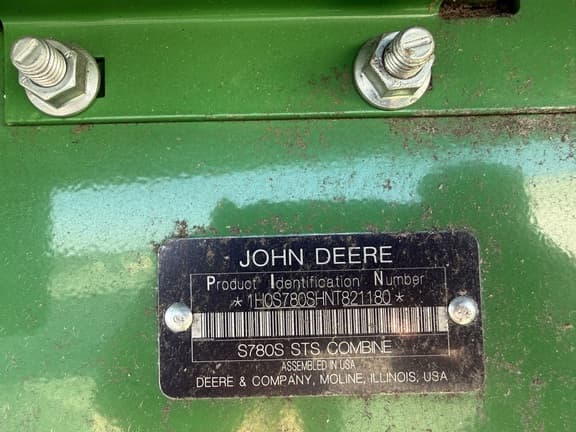 JOHN DEERE
Product Identification Number
*1H0S780SHNT821180*
S780S STS COMBINE
ASSEMBLED IN USA
DEERE & COMPANY, MOLINE, ILLINOIS, USA